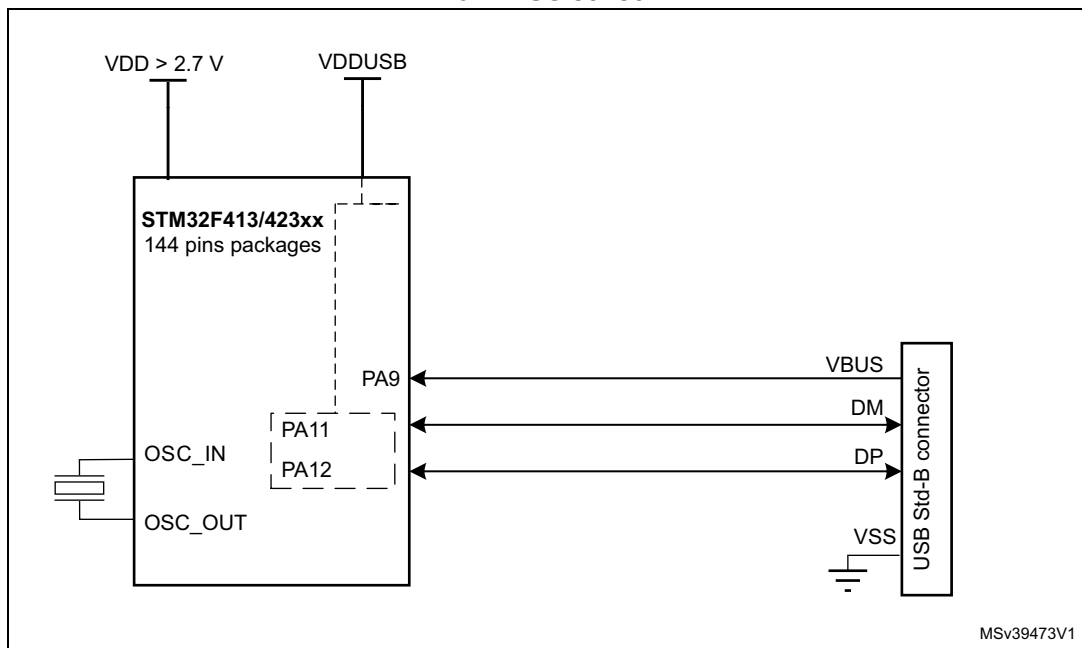 VDD > 2.7 V
VDDUSB
STM32F413/423xx
144 pins packages
PA9
PA11
PA12
OSC_IN
OSC_OUT
VBUS
DM
DP
VSS
USB Std-B connector
MSv39473V1